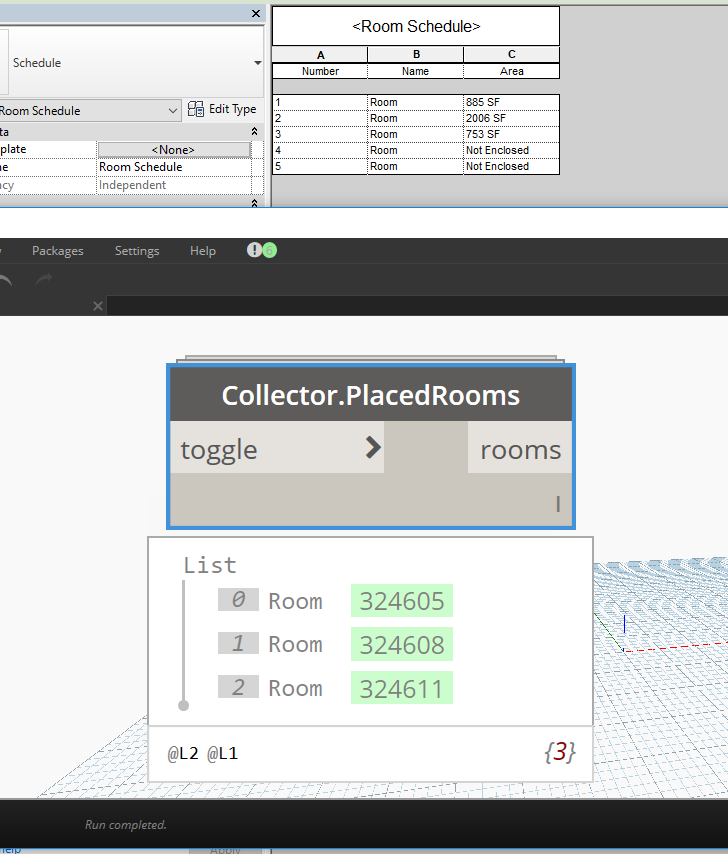 <Room Schedule>
Schedule
A B C
Number Name Area
Room Schedule Edit Type
1 Room 885 SF
2 Room 2006 SF
3 Room 753 SF
4 Room Not Enclosed
5 Room Not Enclosed
ta
plate <None>
ne Room Schedule
ncy Independent
Packages Settings Help ! 6
Collector.PlacedRooms
toggle > rooms
l
List
0 Room 324605
1 Room 324608
2 Room 324611
@L2 @L1 {3}
Run completed.
help Apply